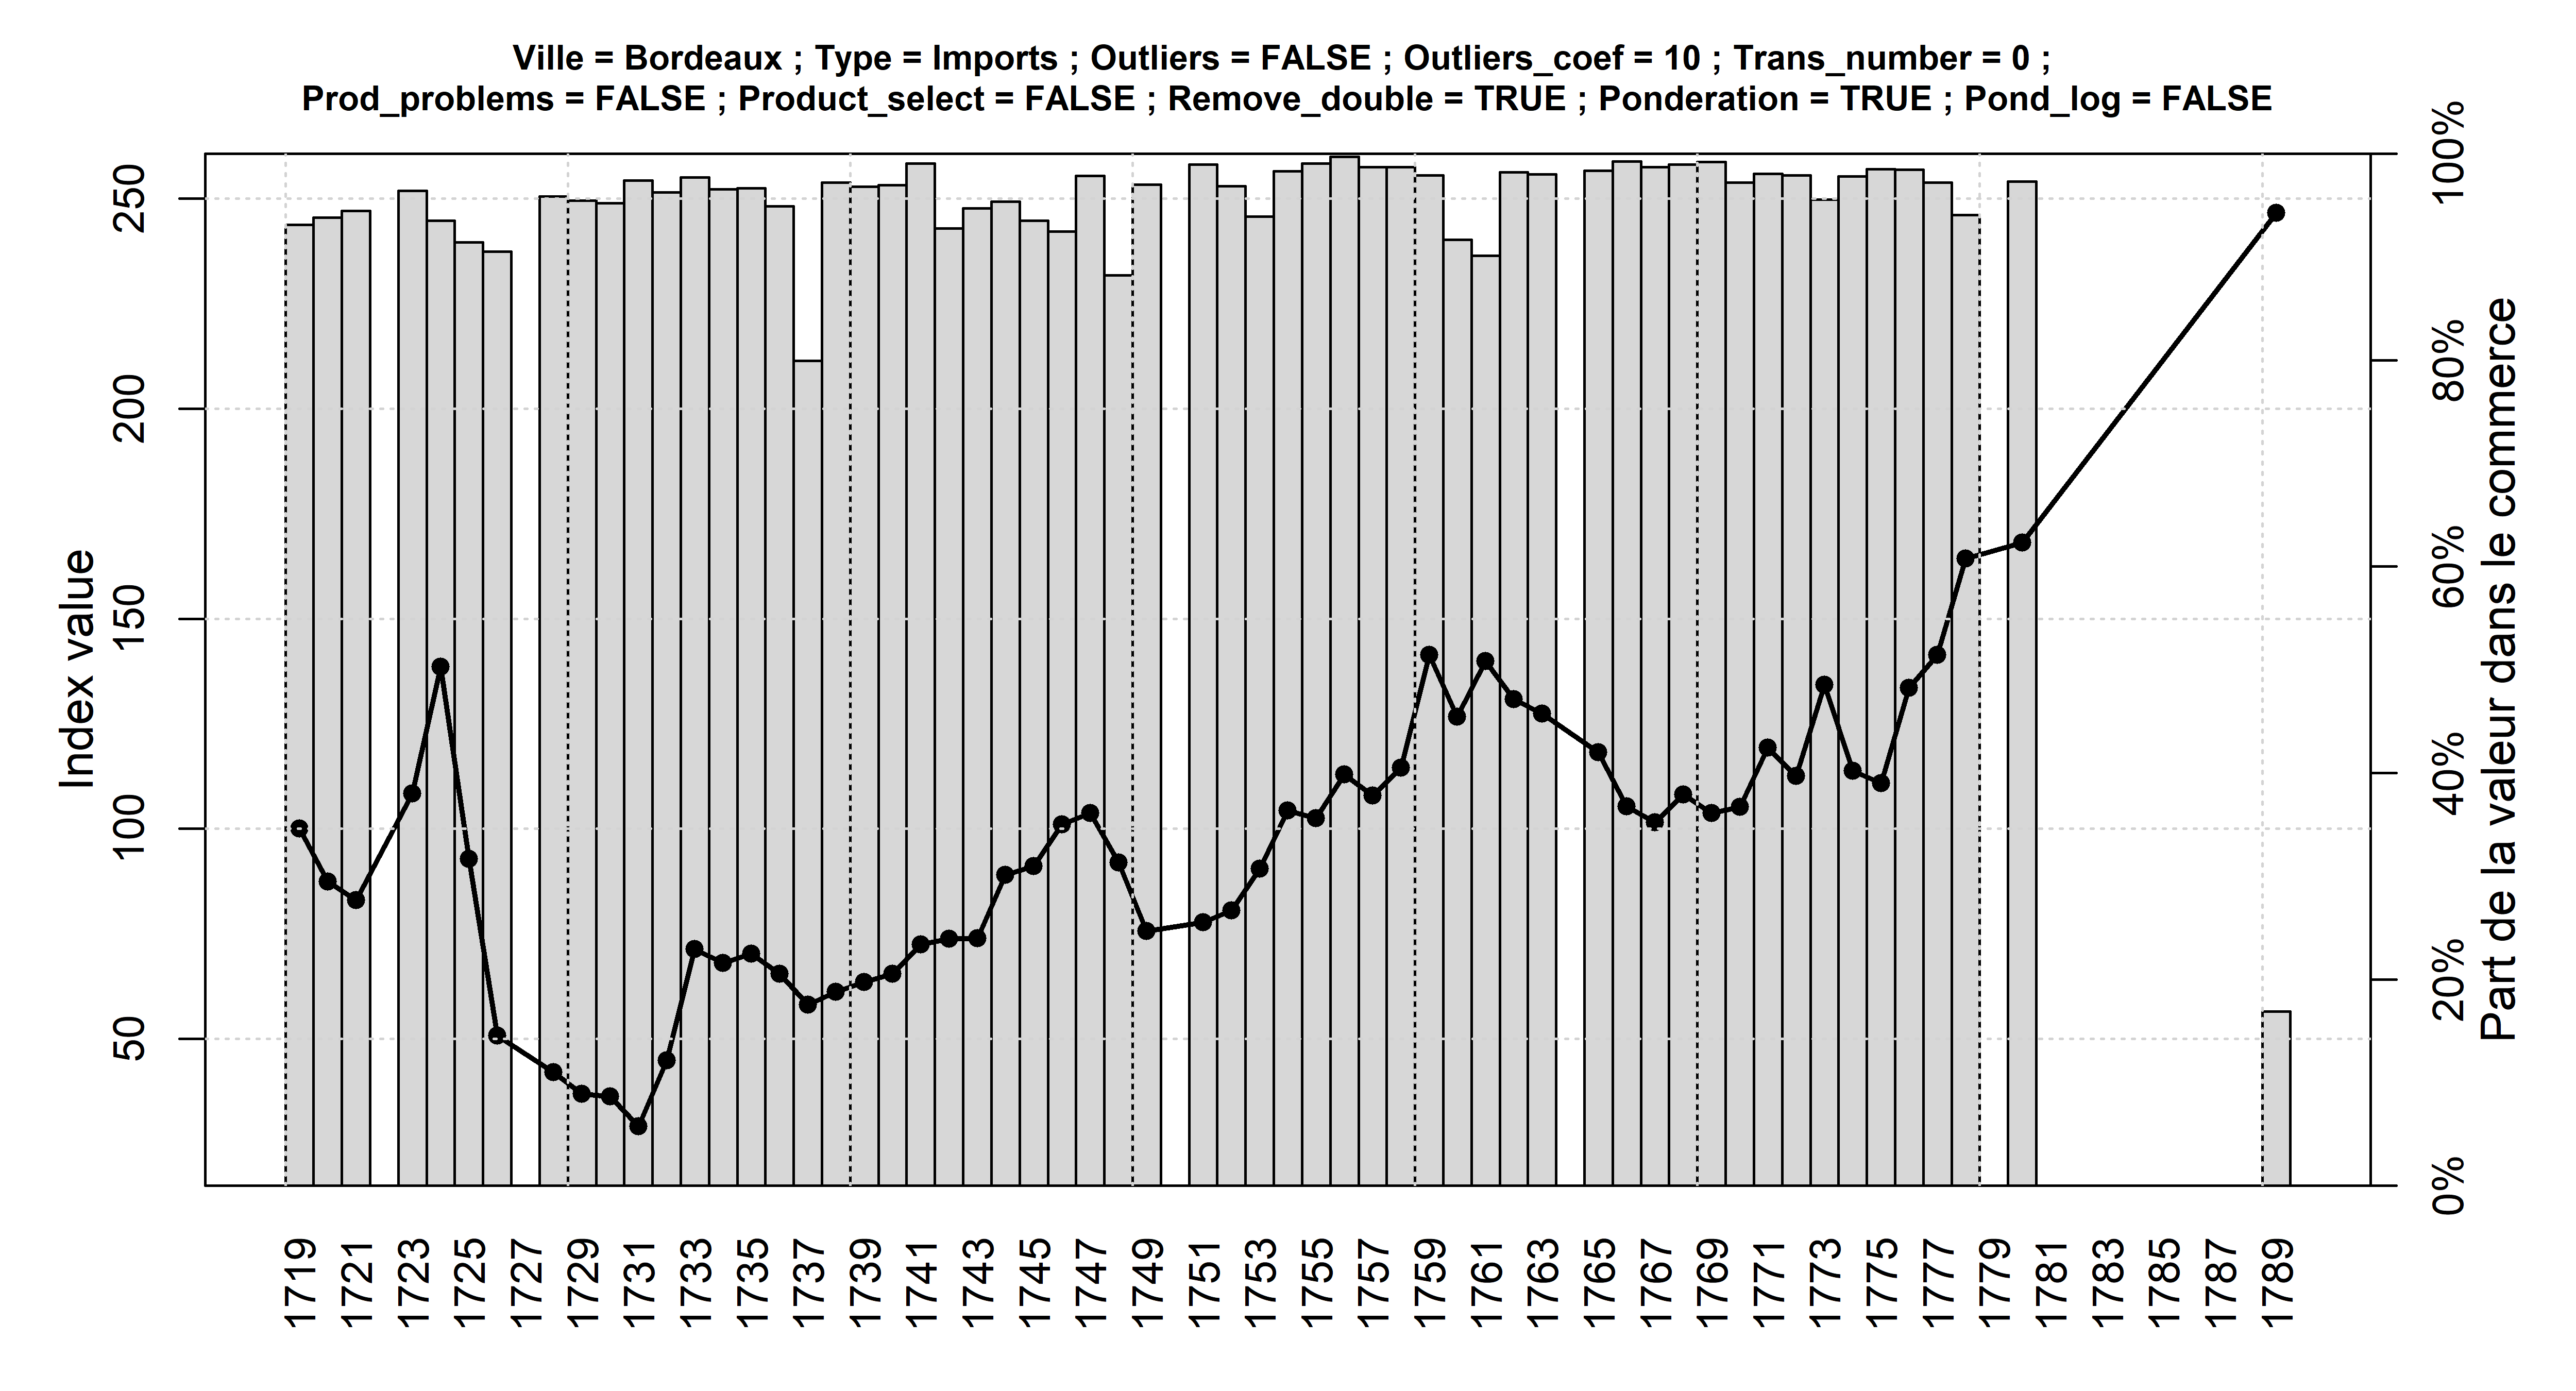 Ville = Bordeaux ; Type = Imports ; Outliers = FALSE ; Outliers_coef = 10 ; Trans_number = 0 ;
Prod_problems = FALSE ; Product_select = FALSE ; Remove_double = TRUE ; Ponderation = TRUE ; Pond_log = FALSE
Index value
250
200
150
100
50
100%
80%
60%
40%
20%
0%
Part de la valeur dans le commerce
1719 1721 1723 1725 1727 1729 1731 1733 1735 1737 1739 1741 1743 1745 1747 1749 1751 1753 1755 1757 1759 1761 1763 1765 1767 1769 1771 1773 1775 1777 1779 1781 1783 1785 1787 1789